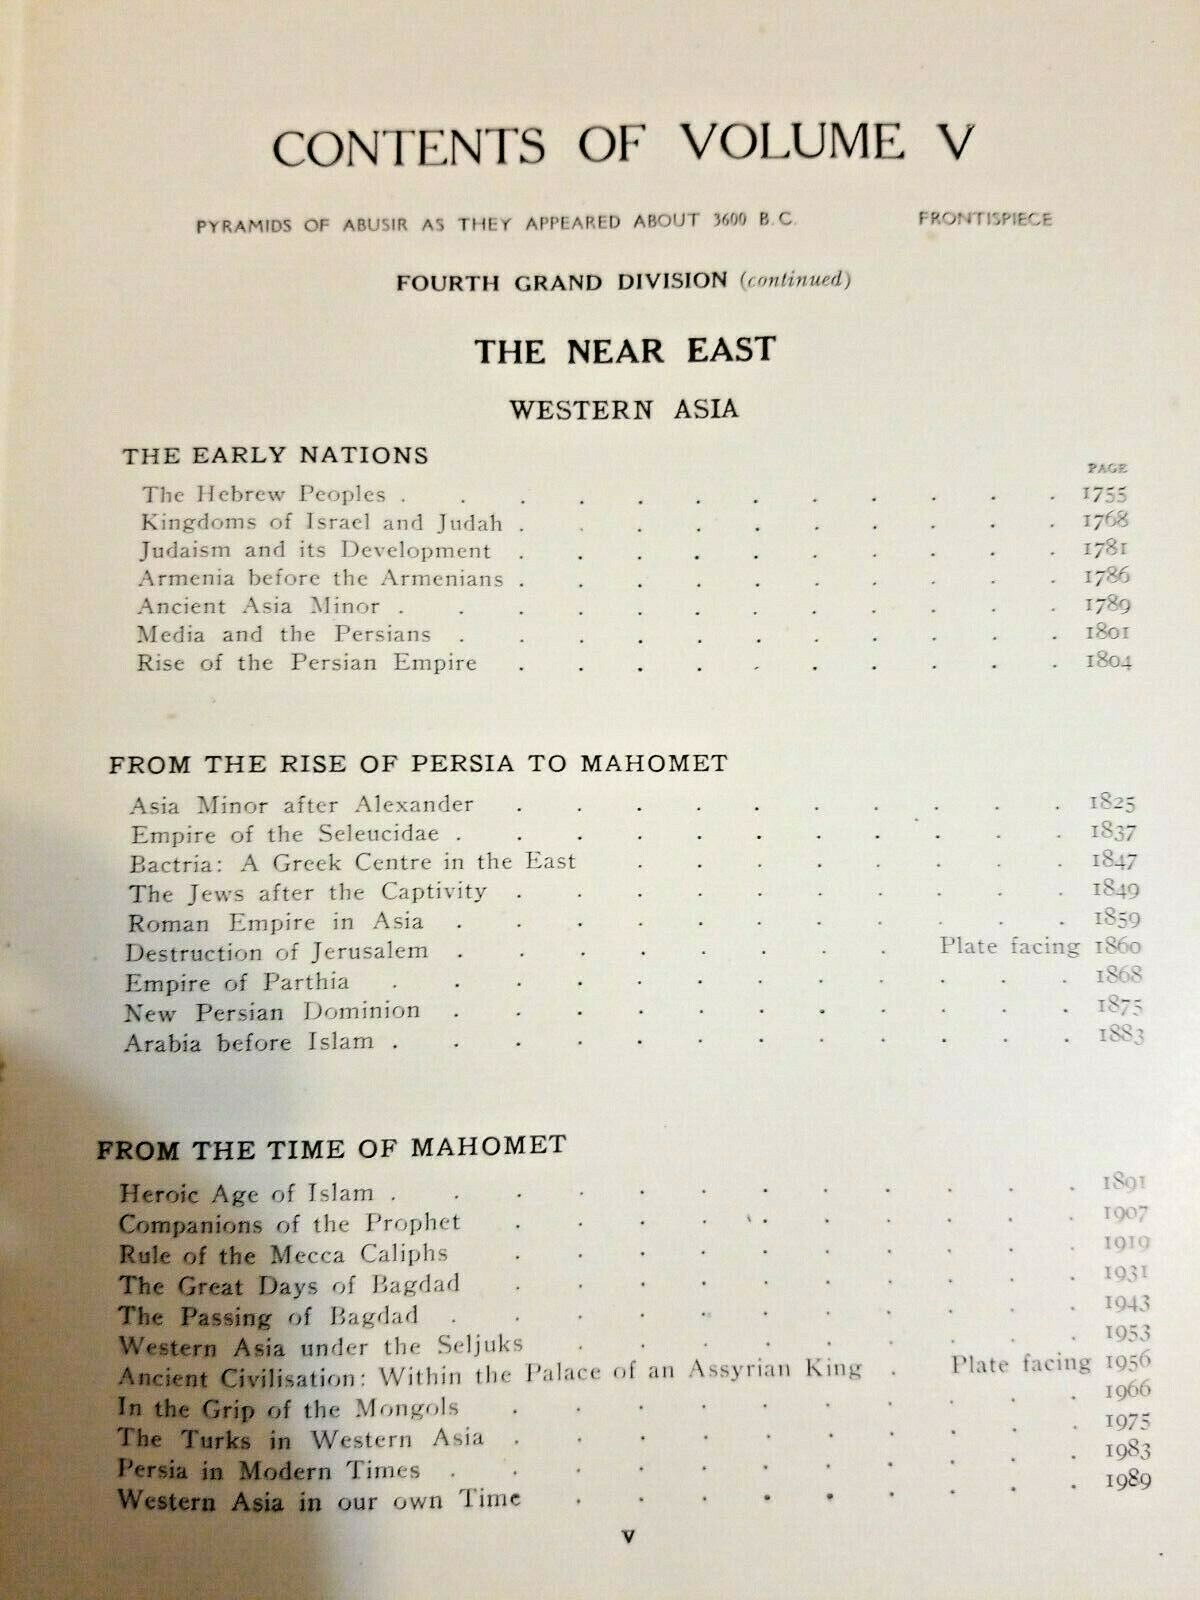 CONTENTS OF VOLUME V
PYRAMIDS OF ABUSIR AS THEY APPEARED ABOUT 3600 B.C. FRONTISPIECE
FOURTH GRAND DIVISION (continued)
THE NEAR EAST
WESTERN ASIA
THE EARLY NATIONS
PAGE
The Hebrew Peoples . . . . . . . . . . . . 1755
Kingdoms of Israel and Judah . . . . . . . . . . 1768
Judaism and its Development . . . . . . . . . . 1781
Armenia before the Armenians . . . . . . . . . . 1786
Ancient Asia Minor . . . . . . . . . . . . 1789
Media and the Persians . . . . . . . . . . . 1801
Rise of the Persian Empire . . . . . . . . . . 1804
FROM THE RISE OF PERSIA TO MAHOMET
Asia Minor after Alexander . . . . . . . . . . 1825
Empire of the Seleucidae . . . . . . . . . . . 1837
Bactria: A Greek Centre in the East . . . . . . . . 1847
The Jews after the Captivity . . . . . . . . . . 1849
Roman Empire in Asia . . . . . . . . . . . 1859
Destruction of Jerusalem . . . . . . . . Plate facing 1860
Empire of Parthia . . . . . . . . . . . . 1868
New Persian Dominion . . . . . . . . . . . 1875
Arabia before Islam . . . . . . . . . . . . 1883
FROM THE TIME OF MAHOMET
Heroic Age of Islam . . . . . . . . . . . . 1891
Companions of the Prophet . . . . . . . . . . 1907
Rule of the Mecca Caliphs . . . . . . . . . . 1919
The Great Days of Bagdad . . . . . . . . . . 1931
The Passing of Bagdad . . . . . . . . . . . 1943
Western Asia under the Seljuks . . . . . . . . . 1953
Ancient Civilisation: Within the Palace of an Assyrian King . Plate facing 1956
In the Grip of the Mongols . . . . . . . . . . 1966
The Turks in Western Asia . . . . . . . . . . 1975
Persia in Modern Times . . . . . . . . . . . 1983
Western Asia in our own Time . . . . . . . . . 1989
v